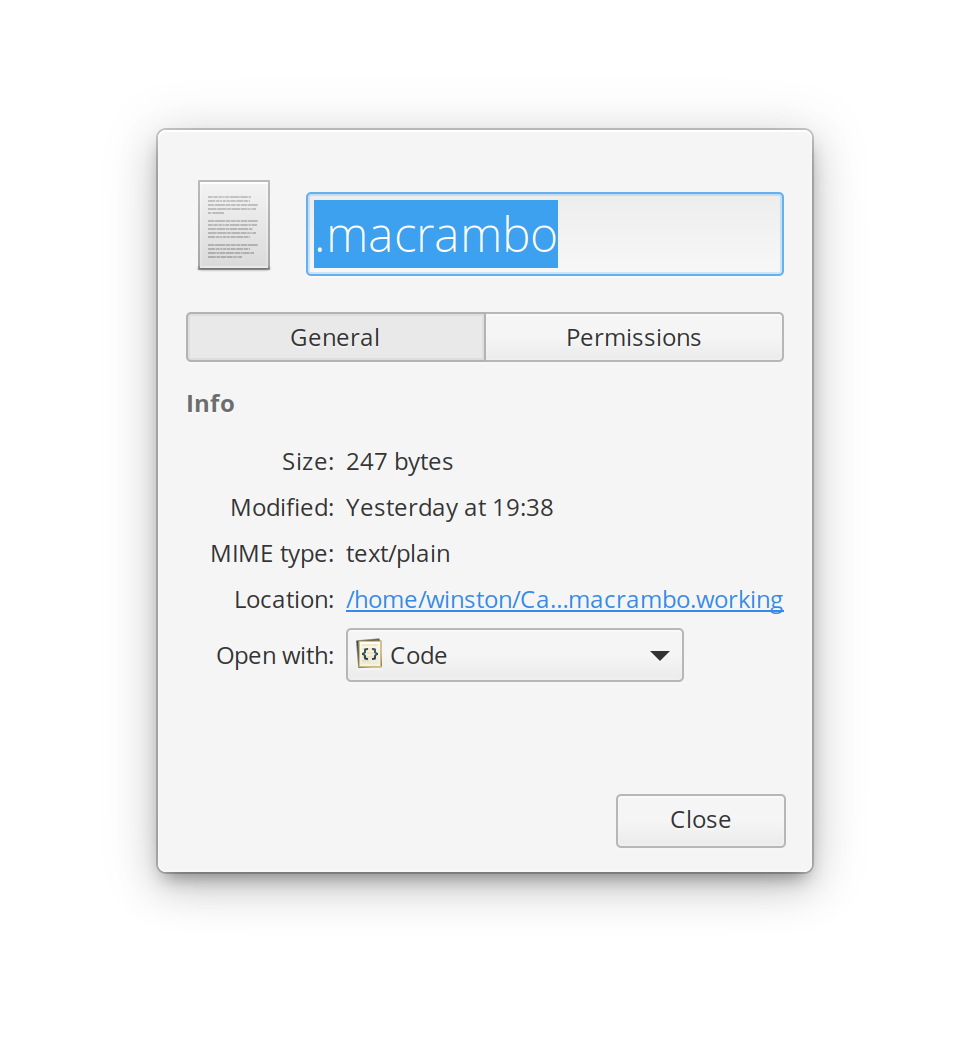 .macrambo
General Permissions
Info
Size: 247 bytes
Modified: Yesterday at 19:38
MIME type: text/plain
Location: /home/winston/Ca...macrambo.working
Open with: {} Code
Close